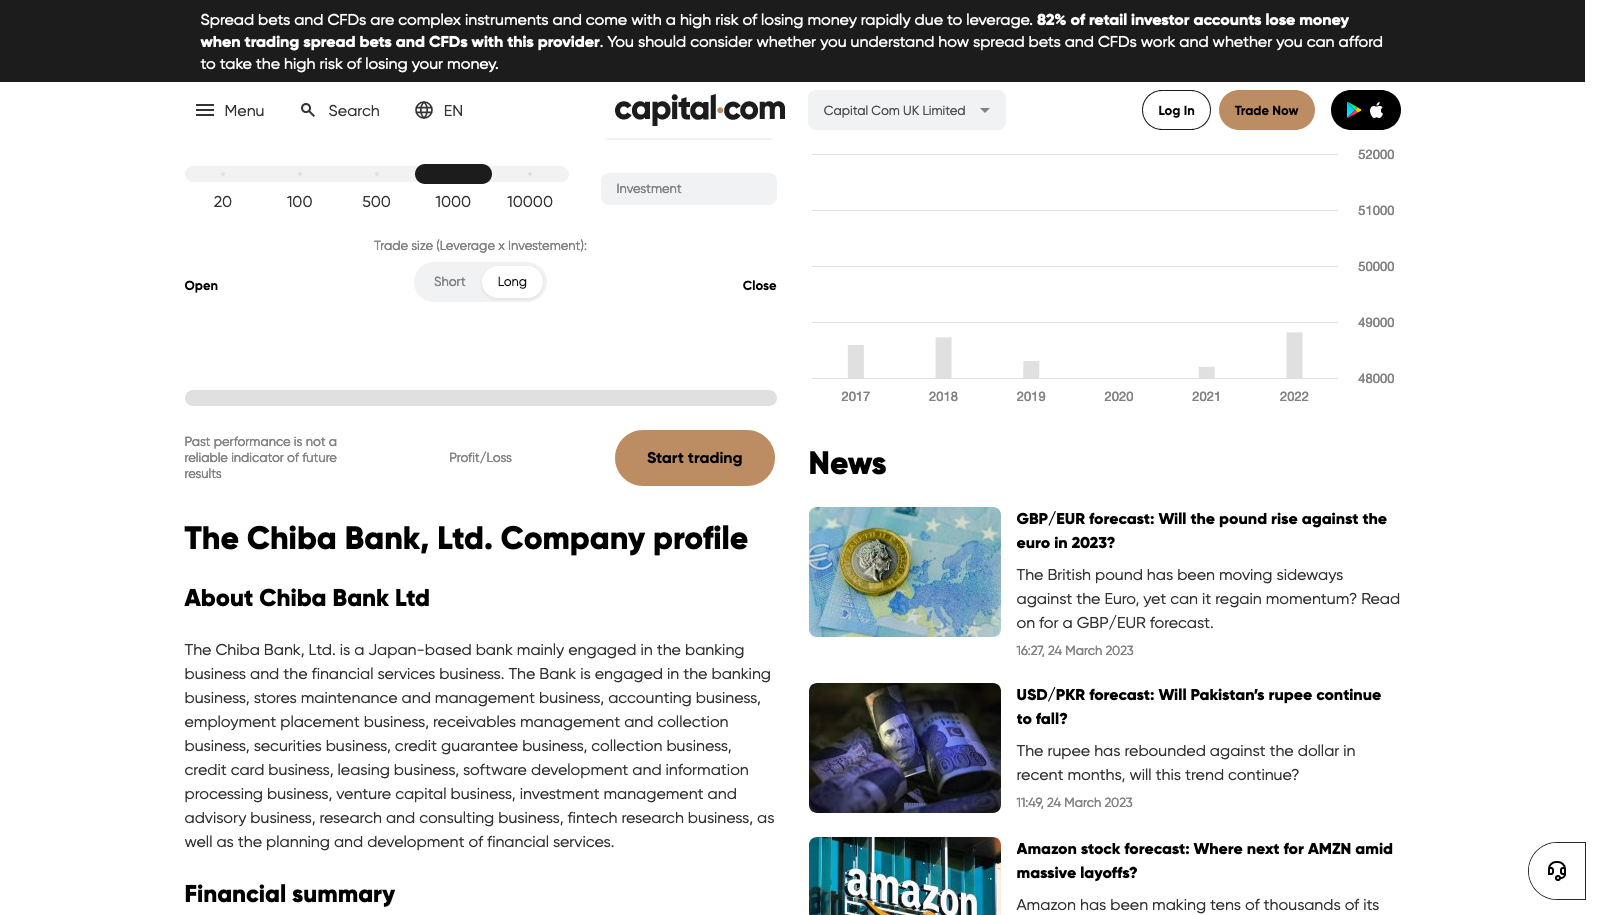 Spread bets and CFDs are complex instruments and come with a high risk of losing money rapidly due to leverage. 82% of retail investor accounts lose money
when trading spread bets and CFDs with this provider. You should consider whether you understand how spread bets and CFDs work and whether you can afford
to take the high risk of losing your money.
Menu
Search
EN
capital.com
Capital Com UK Limited
Log In
Trade Now
20
100
500
1000
10000
Investment
Trade size (Leverage x Investement):
Open
Short
Long
Close
Past performance is not a
reliable indicator of future
results
Profit/Loss
Start trading
The Chiba Bank, Ltd. Company profile
About Chiba Bank Ltd
The Chiba Bank, Ltd. is a Japan-based bank mainly engaged in the banking
business and the financial services business. The Bank is engaged in the banking
business, stores maintenance and management business, accounting business,
employment placement business, receivables management and collection
business, securities business, credit guarantee business, collection business,
credit card business, leasing business, software development and information
processing business, venture capital business, investment management and
advisory business, research and consulting business, fintech research business, as
well as the planning and development of financial services.
Financial summary
52000
51000
50000
49000
48000
2017
2018
2019
2020
2021
2022
News
GBP/EUR forecast: Will the pound rise against the
euro in 2023?
The British pound has been moving sideways
against the Euro, yet can it regain momentum? Read
on for a GBP/EUR forecast.
16:27, 24 March 2023
USD/PKR forecast: Will Pakistan's rupee continue
to fall?
The rupee has rebounded against the dollar in
recent months, will this trend continue?
11:49, 24 March 2023
amazon
Amazon stock forecast: Where next for AMZN amid
massive layoffs?
Amazon has been making tens of thousands of its